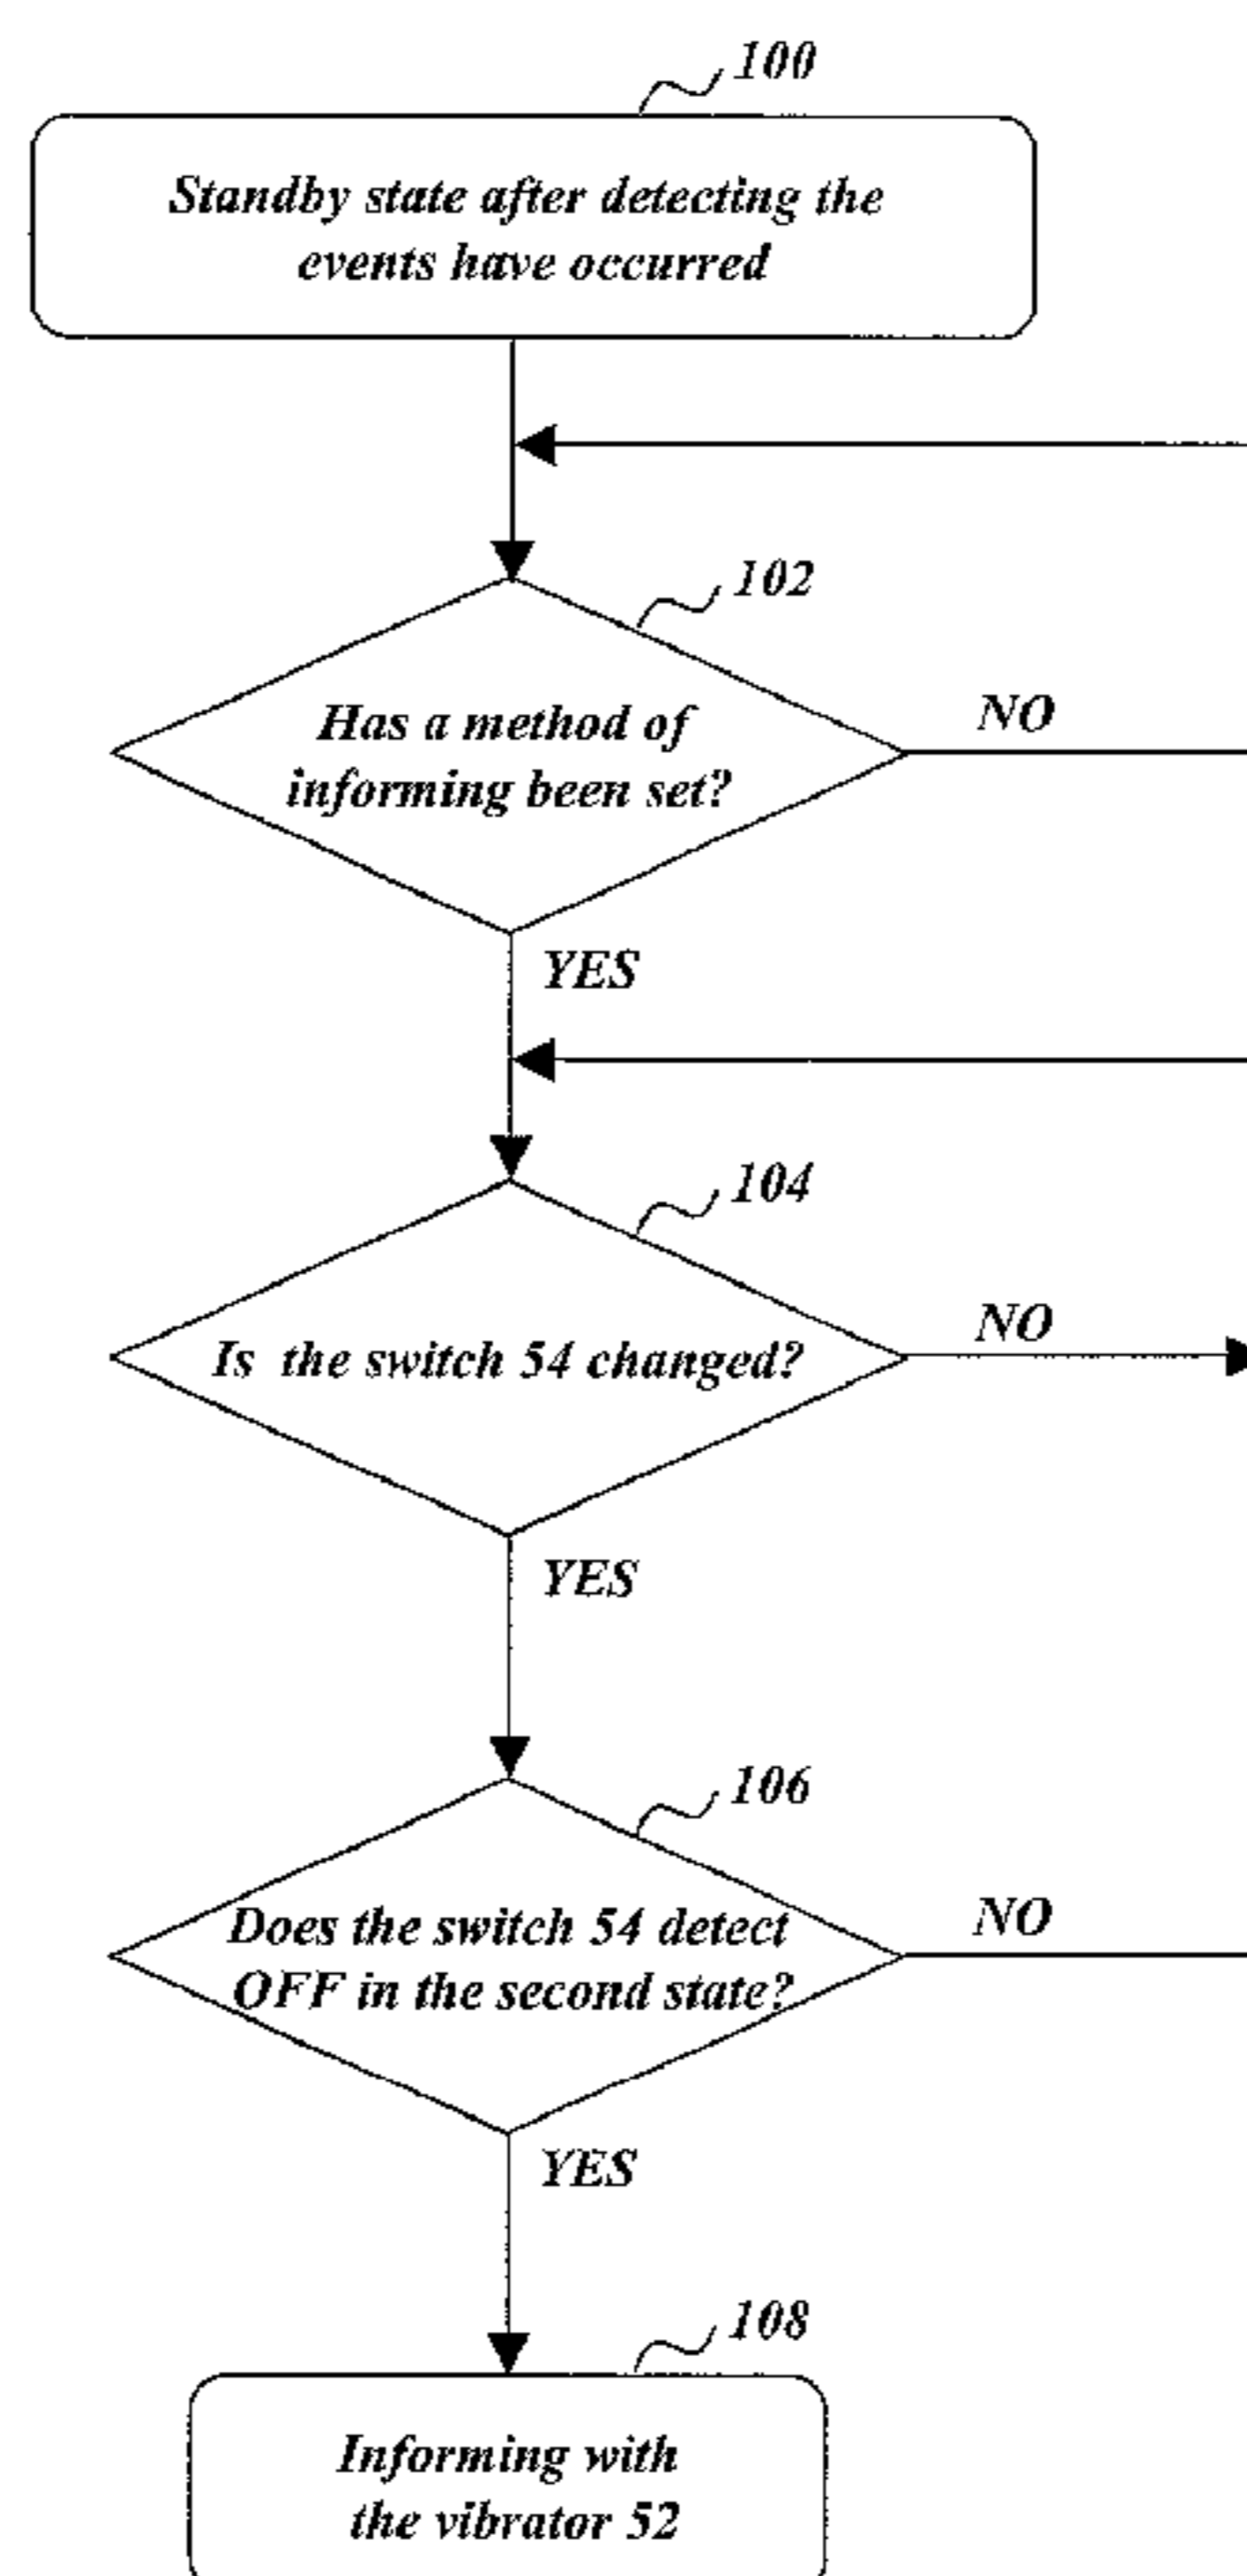 100
Standby state after detecting the
events have occurred
102
Has a method of
informing been set?
NO
YES
104
Is the switch 54 changed?
NO
YES
106
Does the switch 54 detect
OFF in the second state?
NO
YES
108
Informing with
the vibrator 52